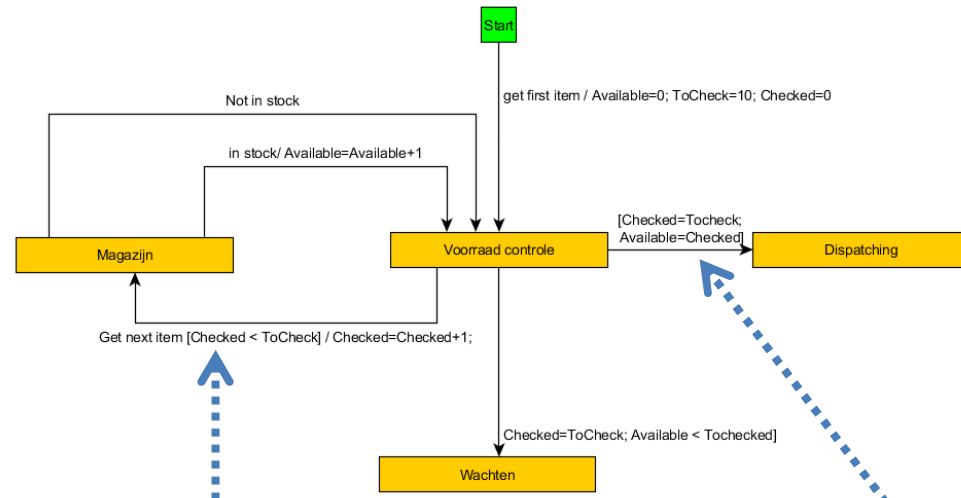 Start
get first item / Available=0; ToCheck=10; Checked=0
Not in stock
in stock/ Available=Available+1
[Checked=Tocheck;
Available=Checked]
Magazijn
Voorraad controle
Dispatching
Get next item [Checked < ToCheck] / Checked=Checked+1;
Checked=ToCheck; Available < Tochecked]
Wachten